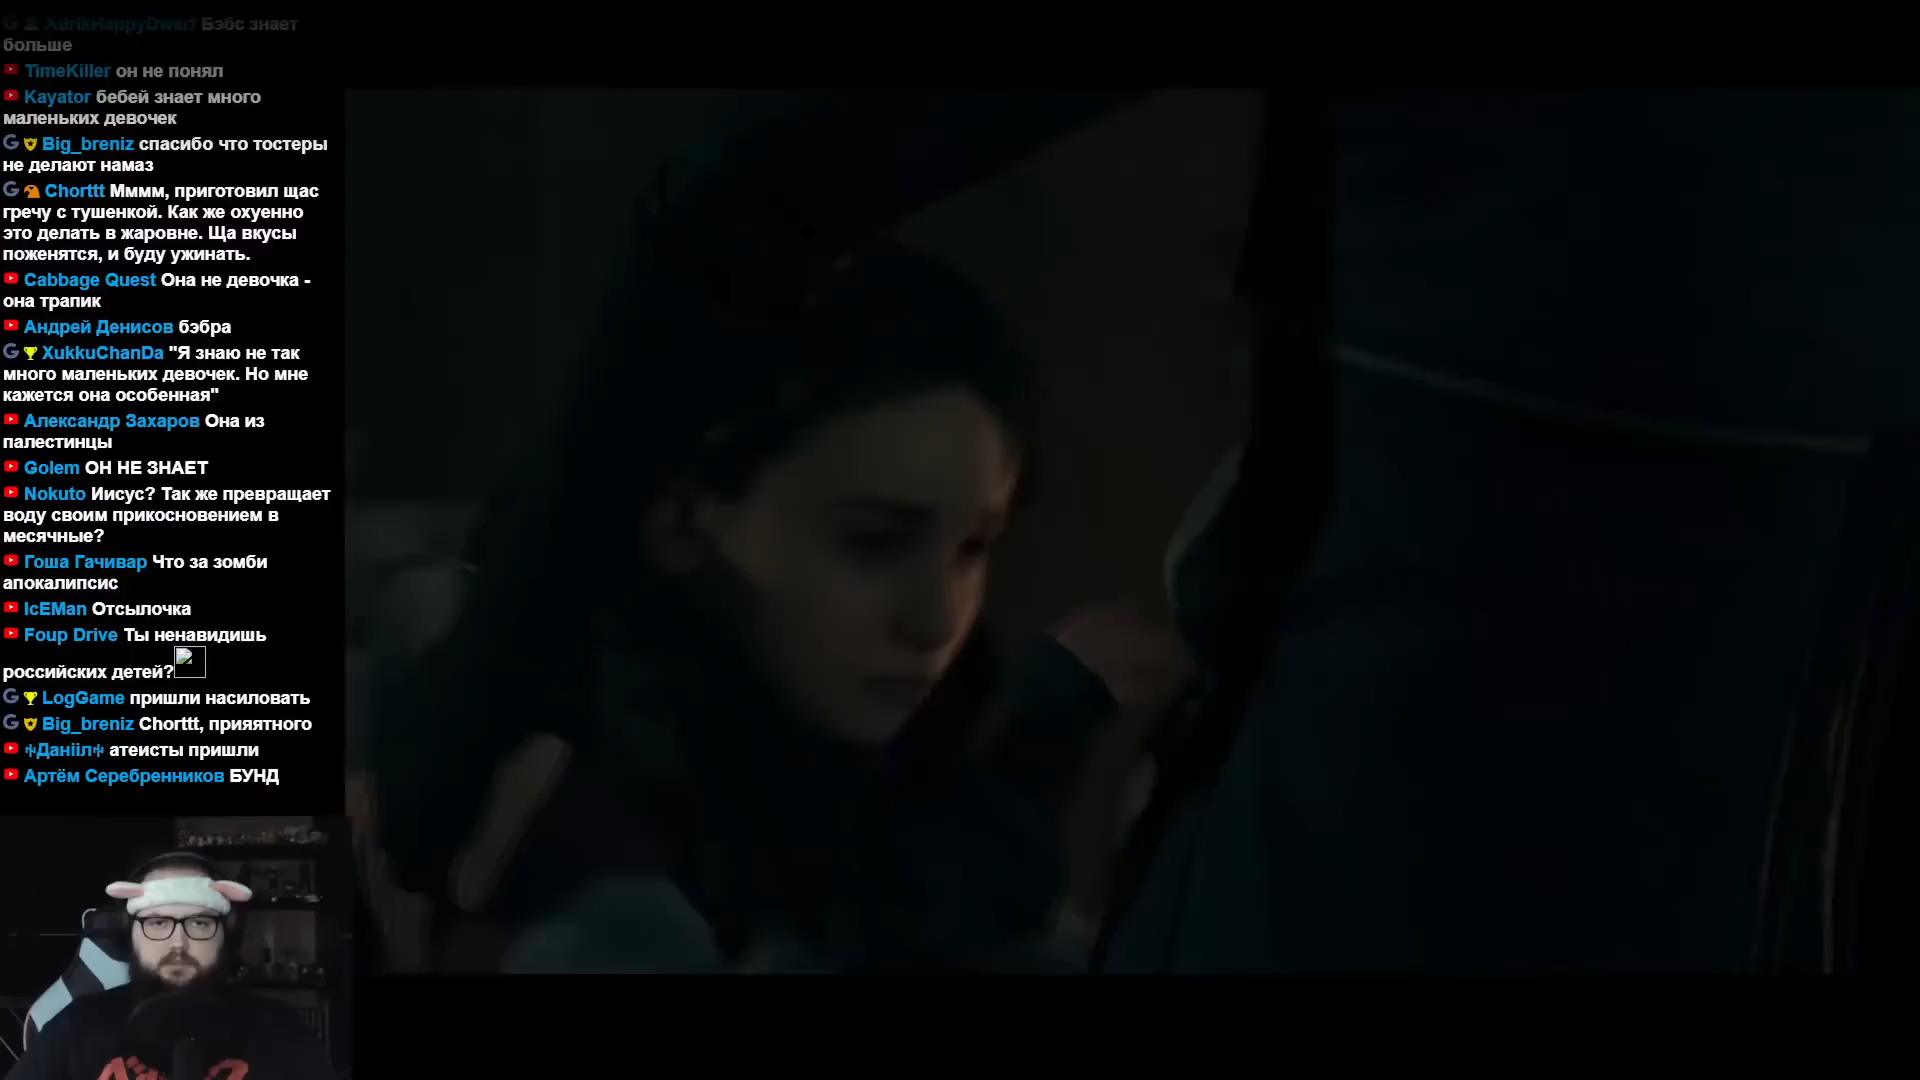 XdrikHappyDwarf Бэбс знает
больше
TimeKiller он не понял
Kayator бебей знает много
маленьких девочек
Big_breniz спасибо что тостеры
не делают намаз
Chorttt Мммм, приготовил щас
гречу с тушенкой. Как же охуенно
это делать в жаровне. Ща вкусы
поженятся, и буду ужинать.
Cabbage Quest Она не девочка -
она трапик
Андрей Денисов бэбра
XukkuChanDa "Я знаю не так
много маленьких девочек. Но мне
кажется она особенная"
Александр Захаров Она из
палестинцы
Golem ОН НЕ ЗНАЕТ
Nokuto Иисус? Так же превращает
воду своим прикосновением в
месячные?
Гоша Гачивар Что за зомби
апокалипсис
IcEMan Отсылочка
Foup Drive Ты ненавидишь
российских детей?
LogGame пришли насиловать
Big_breniz Chorttt, прияятного
Данііл атеисты пришли
Артём Серебренников БУНД